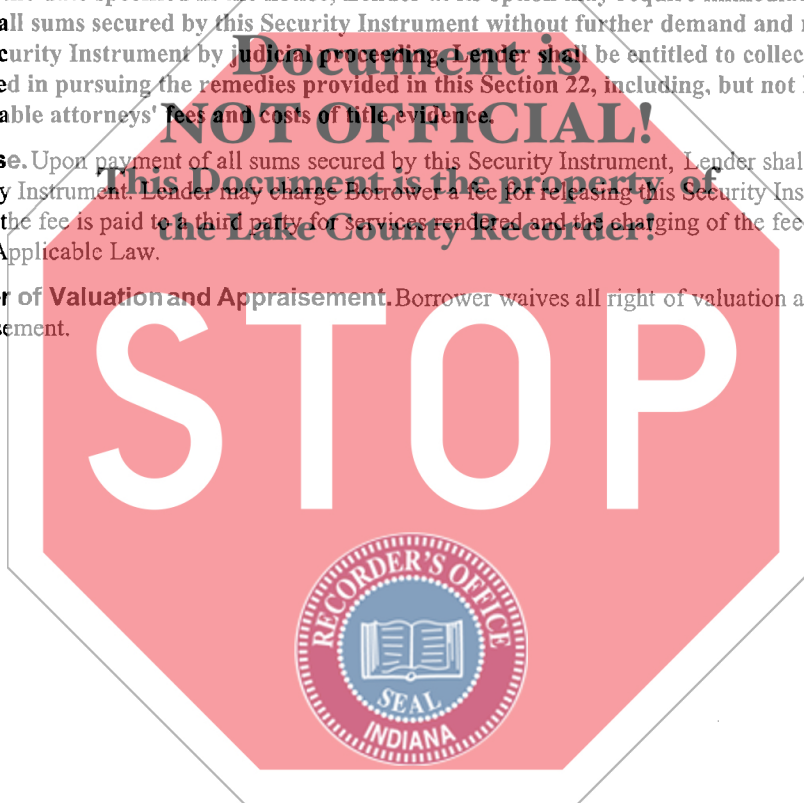 all sums secured by this Security Instrument without further demand and
curity Instrument by judicial proceeding. Lender shall be entitled to collec
ed in pursuing the remedies provided in this Section 22, including, but not
able attorneys' fees and costs of title evidence.
Document is
NOT OFFICIAL!
This Document is the property of
the Lake County Recorder!
se. Upon payment of all sums secured by this Security Instrument, Lender shal
y Instrument. Lender may charge Borrower a fee for releasing this Security Ins
the fee is paid to a third party for services rendered and the charging of the fee
Applicable Law.
r of Valuation and Appraisement. Borrower waives all right of valuation a
sement.
STOP
RECORDER'S OFFICE
SEAL
INDIANA